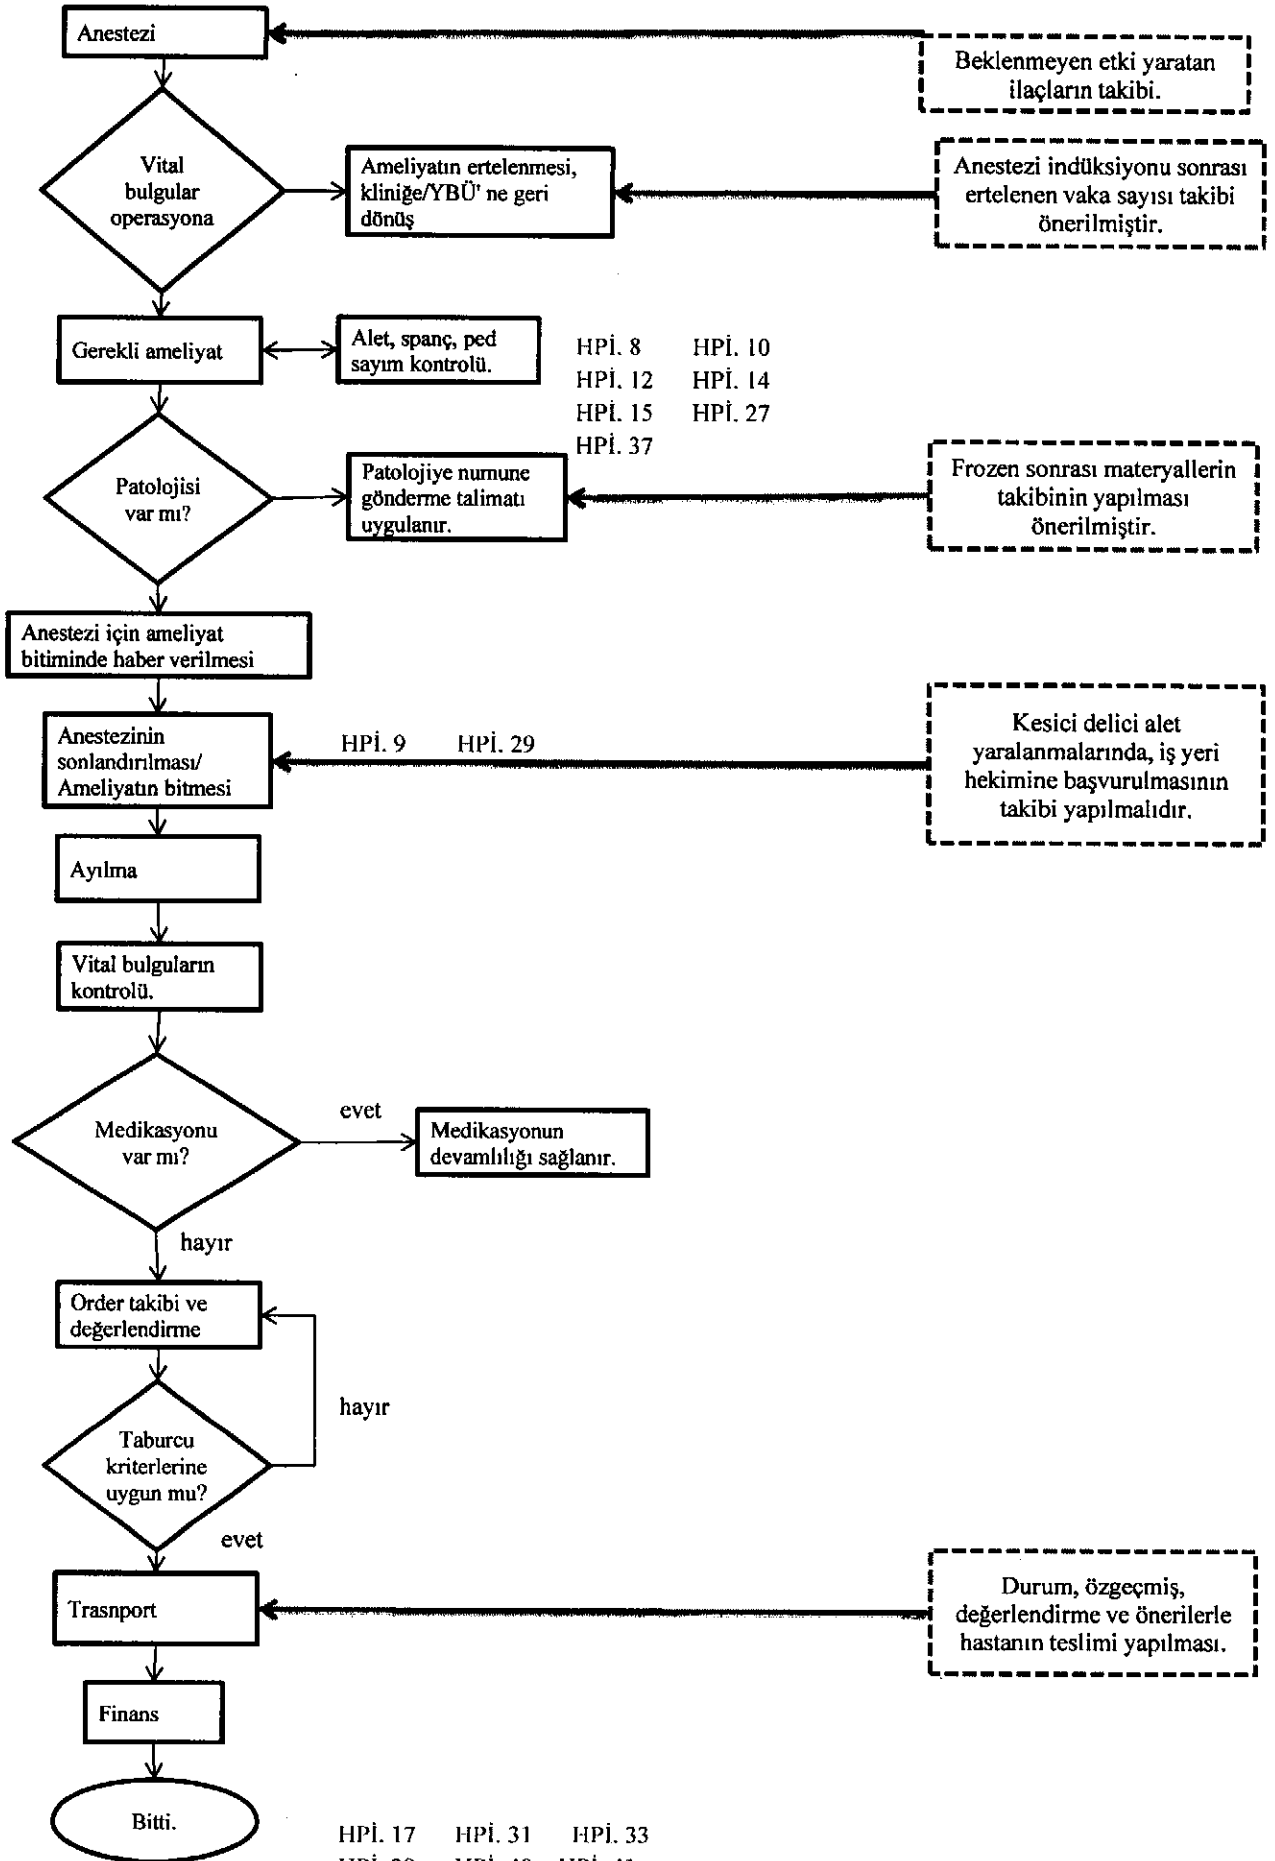 Anestezi
Beklenmeyen etki yaratan
ilaçların takibi.
Vital
bulgular
operasyona
Ameliyatın ertelenmesi,
kliniğe/YBÜ' ne geri
dönüş
Anestezi indüksiyonu sonrası
ertelenen vaka sayısı takibi
önerilmiştir.
Gerekli ameliyat
Alet, spanç, ped
sayım kontrolü.
HPİ. 8 HPİ. 10
HPİ. 12 HPİ. 14
HPİ. 15 HPİ. 27
HPİ. 37
Patolojisi
var mı?
Patolojiye numune
gönderme talimatı
uygulanır.
Frozen sonrası materyallerin
takibinin yapılması
önerilmiştir.
Anestezi için ameliyat
bitiminde haber verilmesi
Anestezinin
sonlandırılması/
Ameliyatın bitmesi
HPİ. 9 HPİ. 29
Kesici delici alet
yaralanmalarında, iş yeri
hekimine başvurulmasının
takibi yapılmalıdır.
Ayılma
Vital bulguların
kontrolü.
Medikasyonu
var mı?
evet
Medikasyonun
devamlılığı sağlanır.
hayır
Order takibi ve
değerlendirme
hayır
Taburcu
kriterlerine
uygun mu?
evet
Trasnport
Durum, özgeçmiş,
değerlendirme ve önerilerle
hastanın teslimi yapılması.
Finans
Bitti.
HPİ. 17 HPİ. 31 HPİ. 33